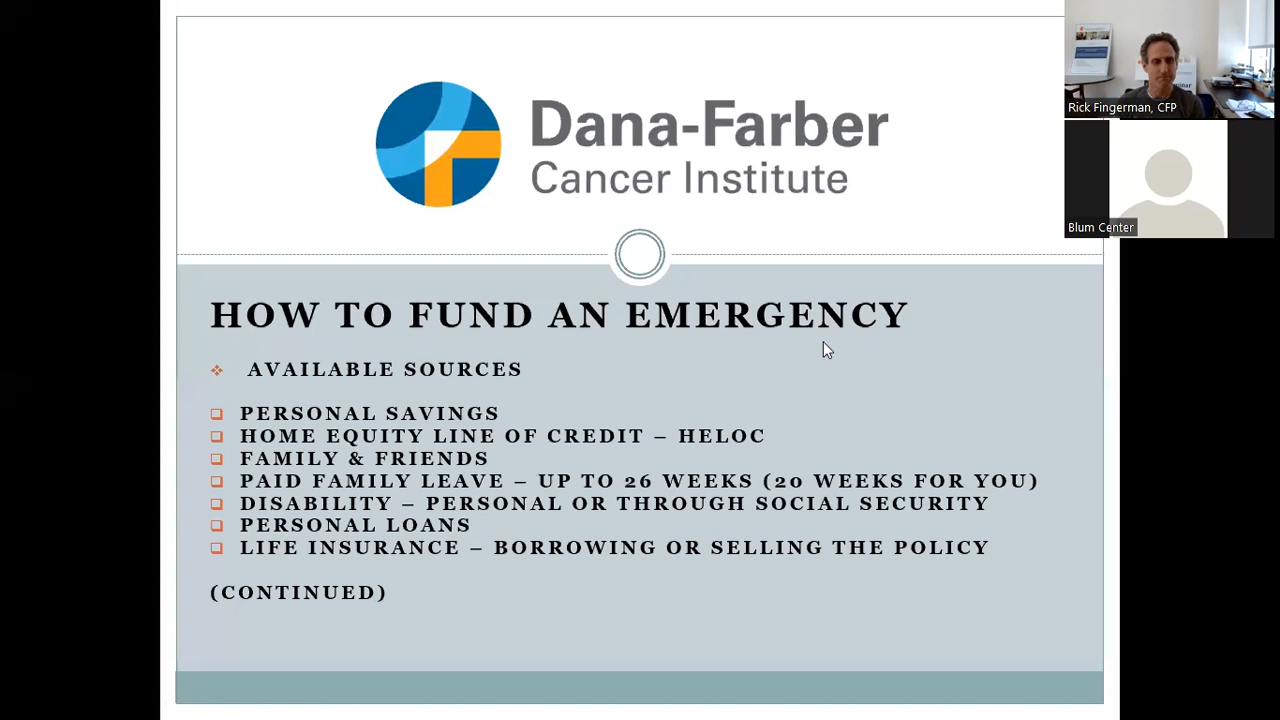 Dana-Farber
Cancer Institute
HOW TO FUND AN EMERGENCY
AVAILABLE SOURCES
PERSONAL SAVINGS
HOME EQUITY LINE OF CREDIT – HELOC
FAMILY & FRIENDS
PAID FAMILY LEAVE – UP TO 26 WEEKS (20 WEEKS FOR YOU)
DISABILITY – PERSONAL OR THROUGH SOCIAL SECURITY
PERSONAL LOANS
LIFE INSURANCE – BORROWING OR SELLING THE POLICY
(CONTINUED)
Rick Fingerman, CFP
Blum Center